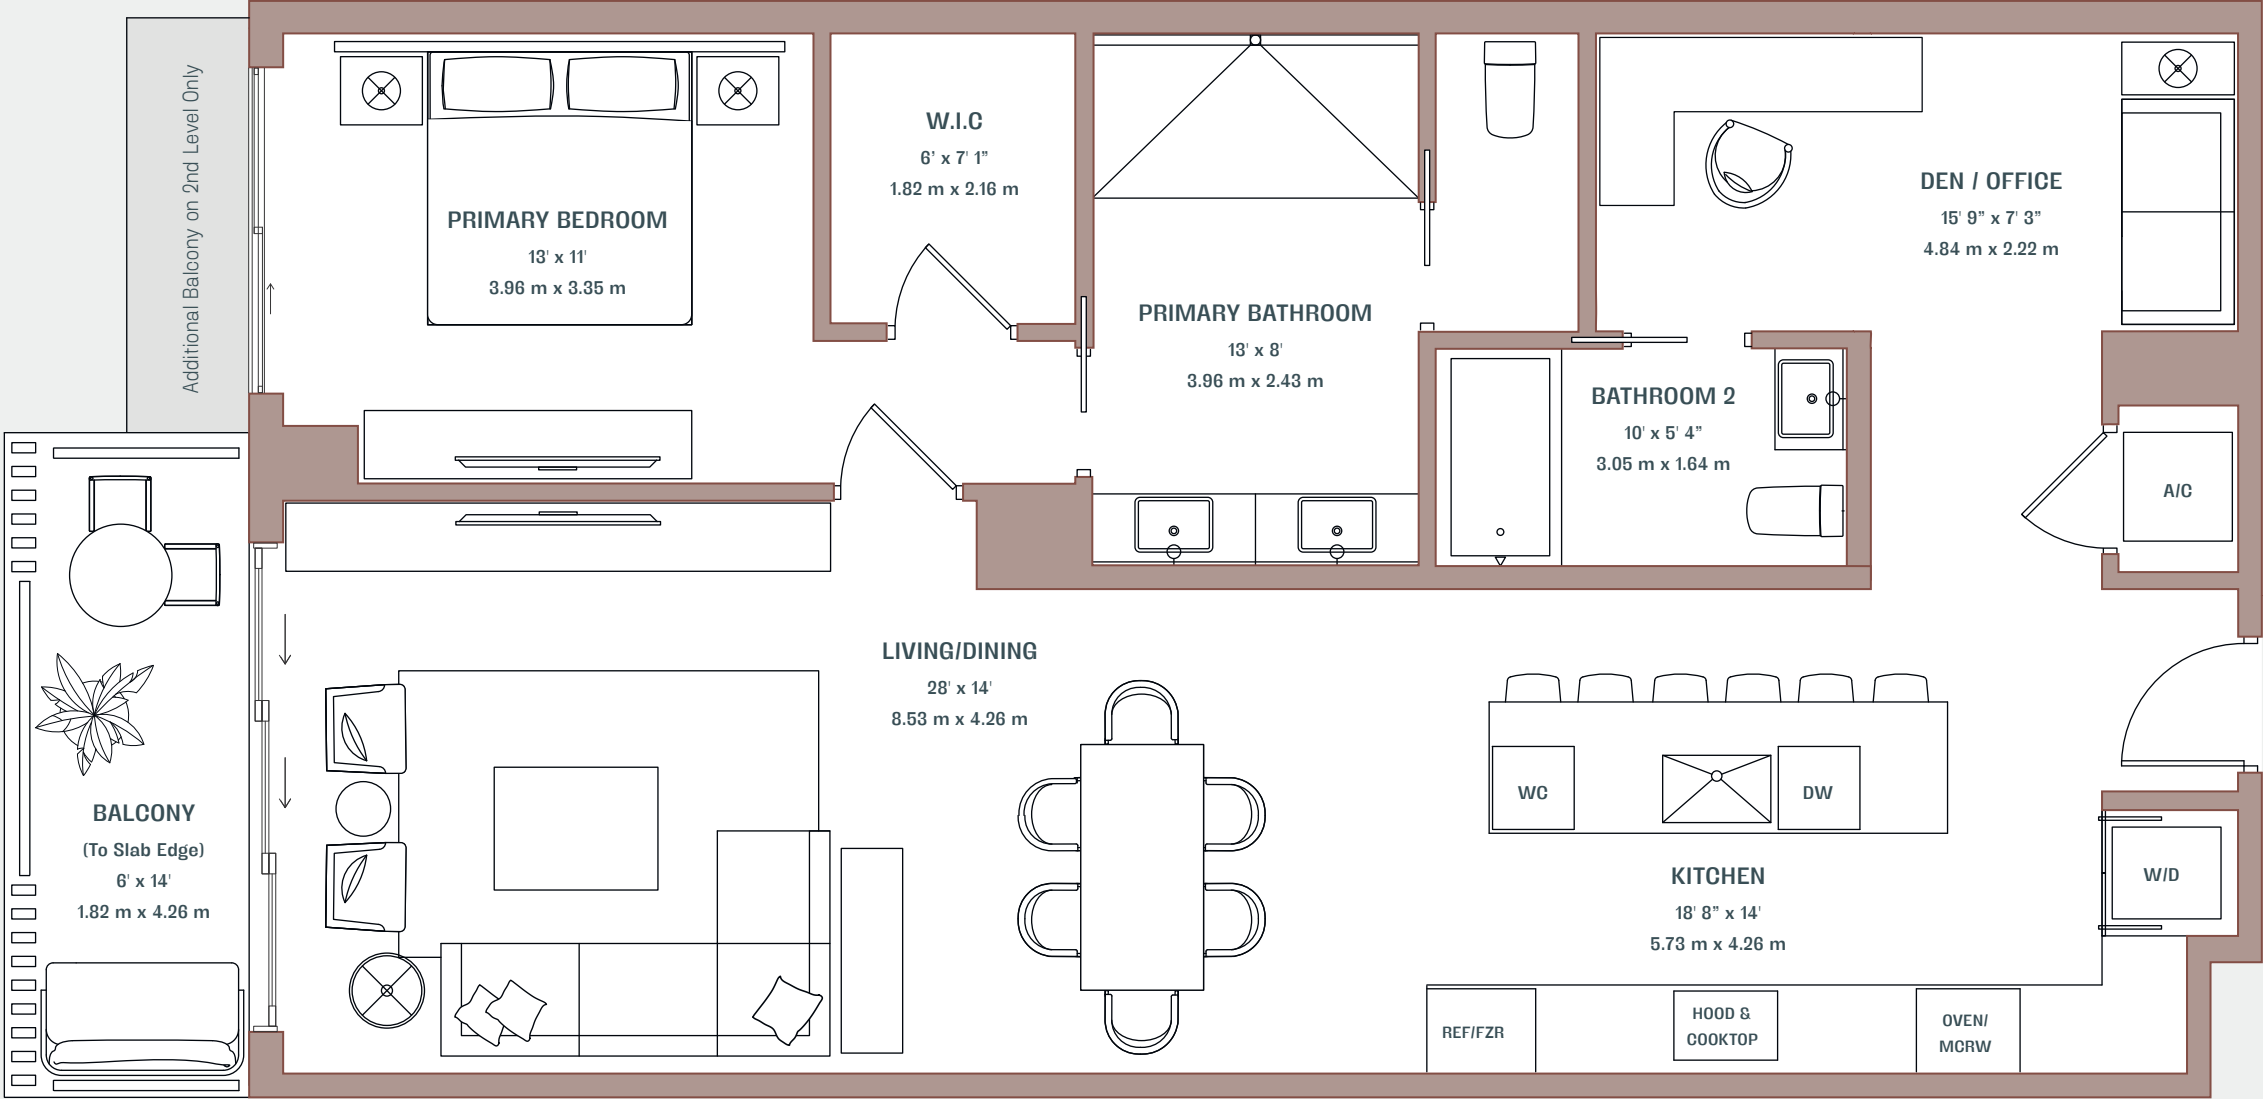 Additional Balcony on 2nd Level Only
PRIMARY BEDROOM
13' x 11'
3.96 m x 3.35 m
W.I.C
6’ x 7' 1”
1.82 m x 2.16 m
PRIMARY BATHROOM
13' x 8'
3.96 m x 2.43 m
DEN / OFFICE
15' 9” x 7' 3”
4.84 m x 2.22 m
BATHROOM 2
10' x 5' 4”
3.05 m x 1.64 m
A/C
LIVING/DINING
28' x 14'
8.53 m x 4.26 m
BALCONY
(To Slab Edge)
6' x 14'
1.82 m x 4.26 m
WC
DW
KITCHEN
18' 8” x 14'
5.73 m x 4.26 m
W/D
REF/FZR
HOOD &
COOKTOP
OVEN/
MCRW